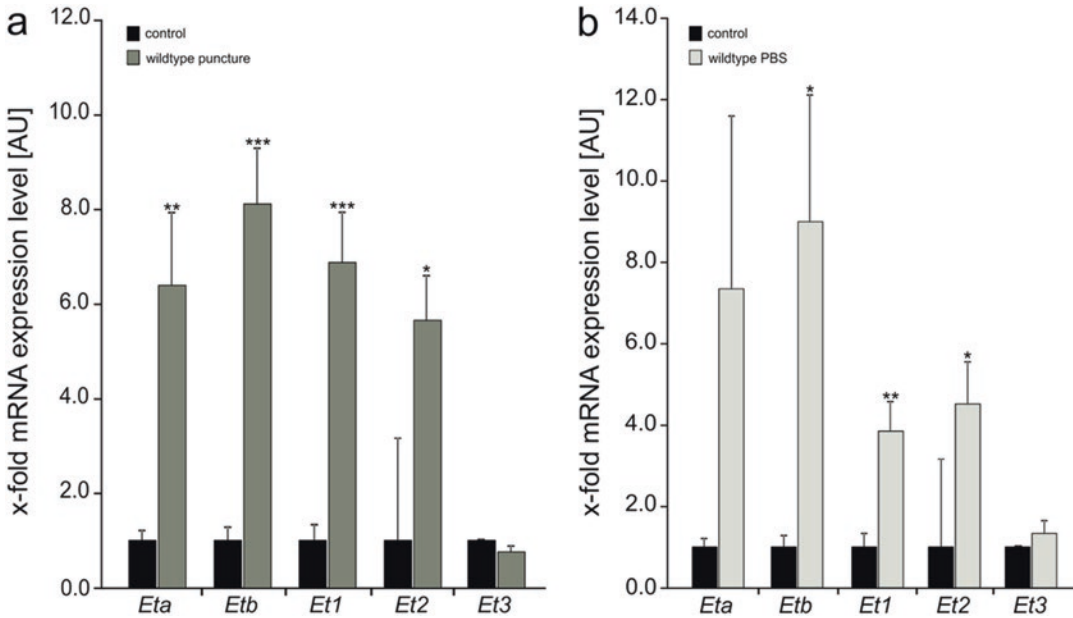 a
x-fold mRNA expression level [AU]
12.0
10.0
8.0
6.0
4.0
2.0
0.0
control
wildtype puncture
**
***
***
*
Eta
Etb
Et1
Et2
Et3
b
x-fold mRNA expression level [AU]
14.0
12.0
10.0
8.0
6.0
4.0
2.0
0.0
control
wildtype PBS
*
**
*
Eta
Etb
Et1
Et2
Et3